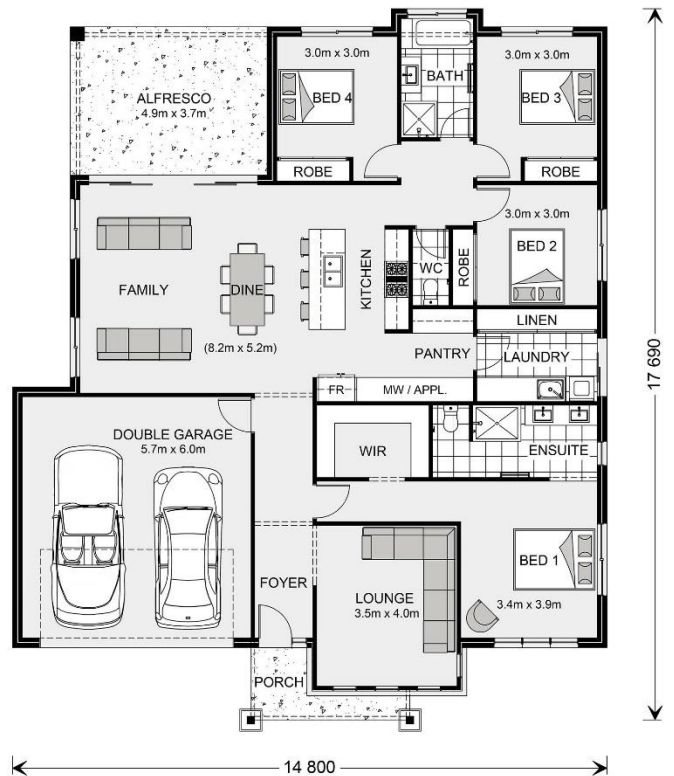 3.0m x 3.0m
BATH
3.0m x 3.0m
ALFRESCO
4.9m x 3.7m
BED 4
BED 3
ROBE
ROBE
3.0m x 3.0m
BED 2
KITCHEN
WC
ROBE
FAMILY
DINE
(8.2m x 5.2m)
LINEN
PANTRY
LAUNDRY
FR
MW / APPL.
17 690
DOUBLE GARAGE
5.7m x 6.0m
WIR
ENSUITE
BED 1
3.4m x 3.9m
FOYER
LOUNGE
3.5m x 4.0m
PORCH
14 800